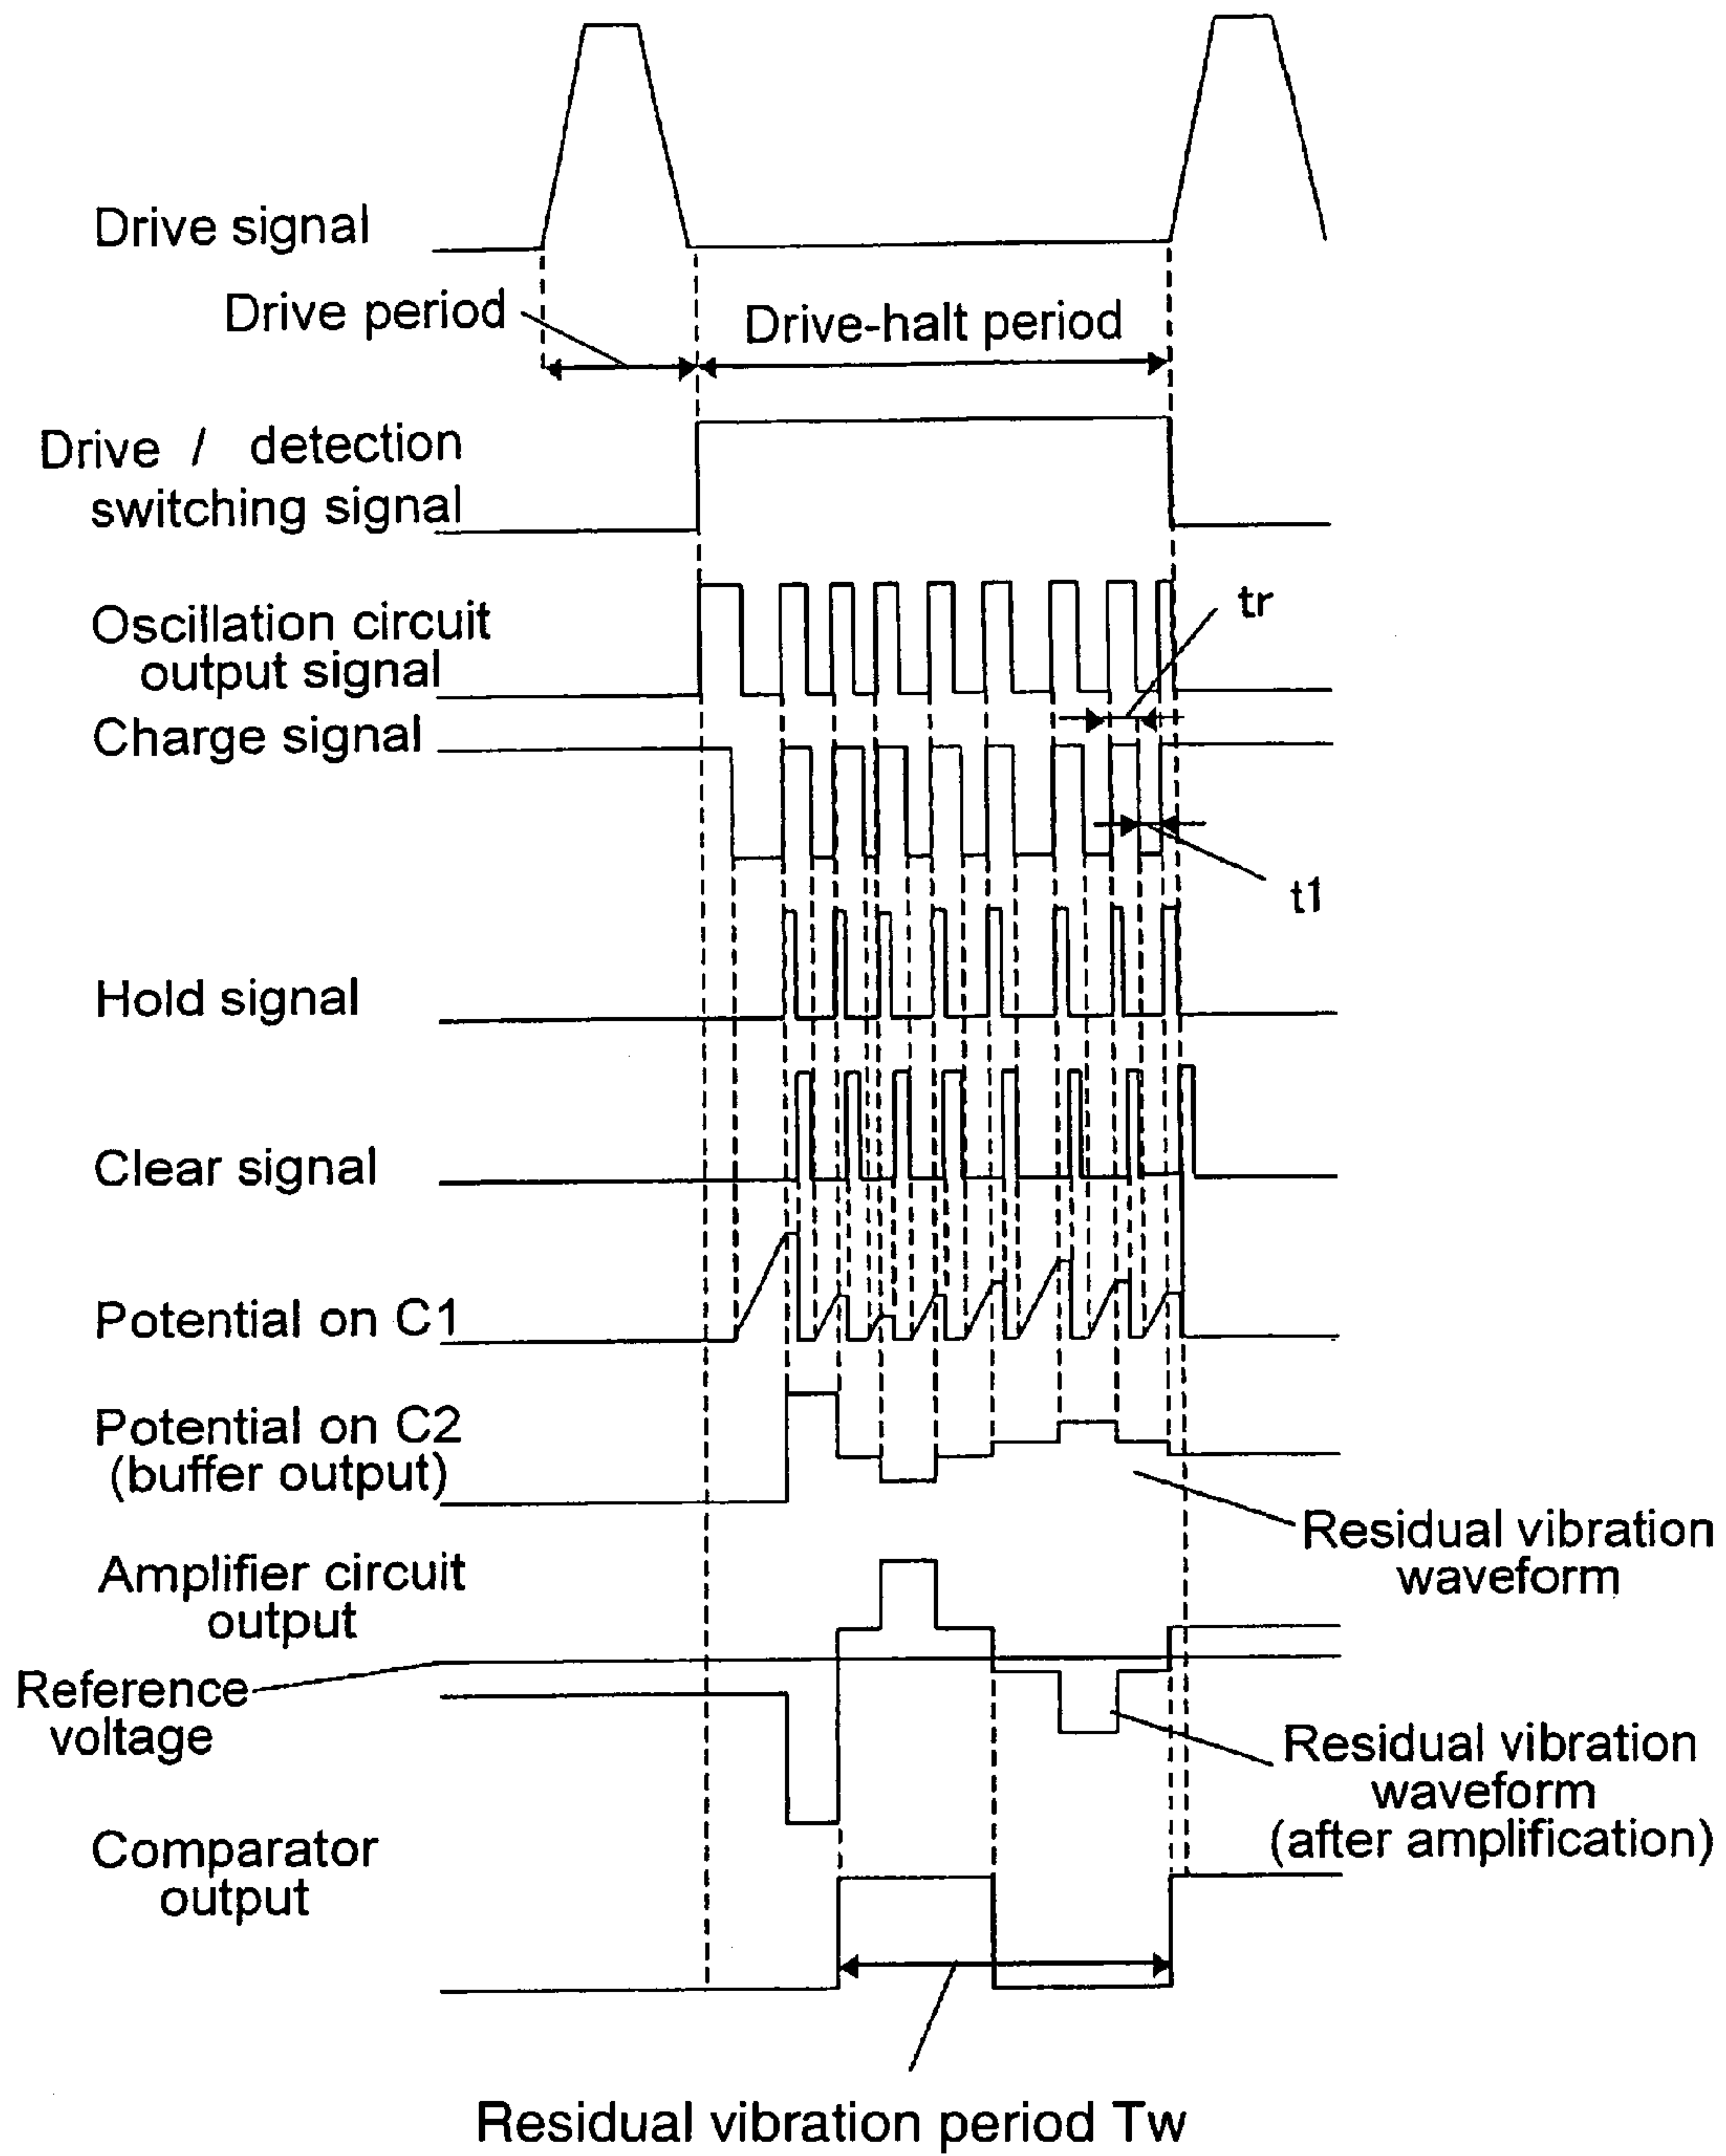 Drive signal
Drive period
Drive-halt period
Drive / detection
switching signal
Oscillation circuit
output signal
tr
Charge signal
t1
Hold signal
Clear signal
Potential on C1
Potential on C2
(buffer output)
Residual vibration
waveform
Amplifier circuit
output
Reference
voltage
Residual vibration
waveform
(after amplification)
Comparator
output
Residual vibration period Tw